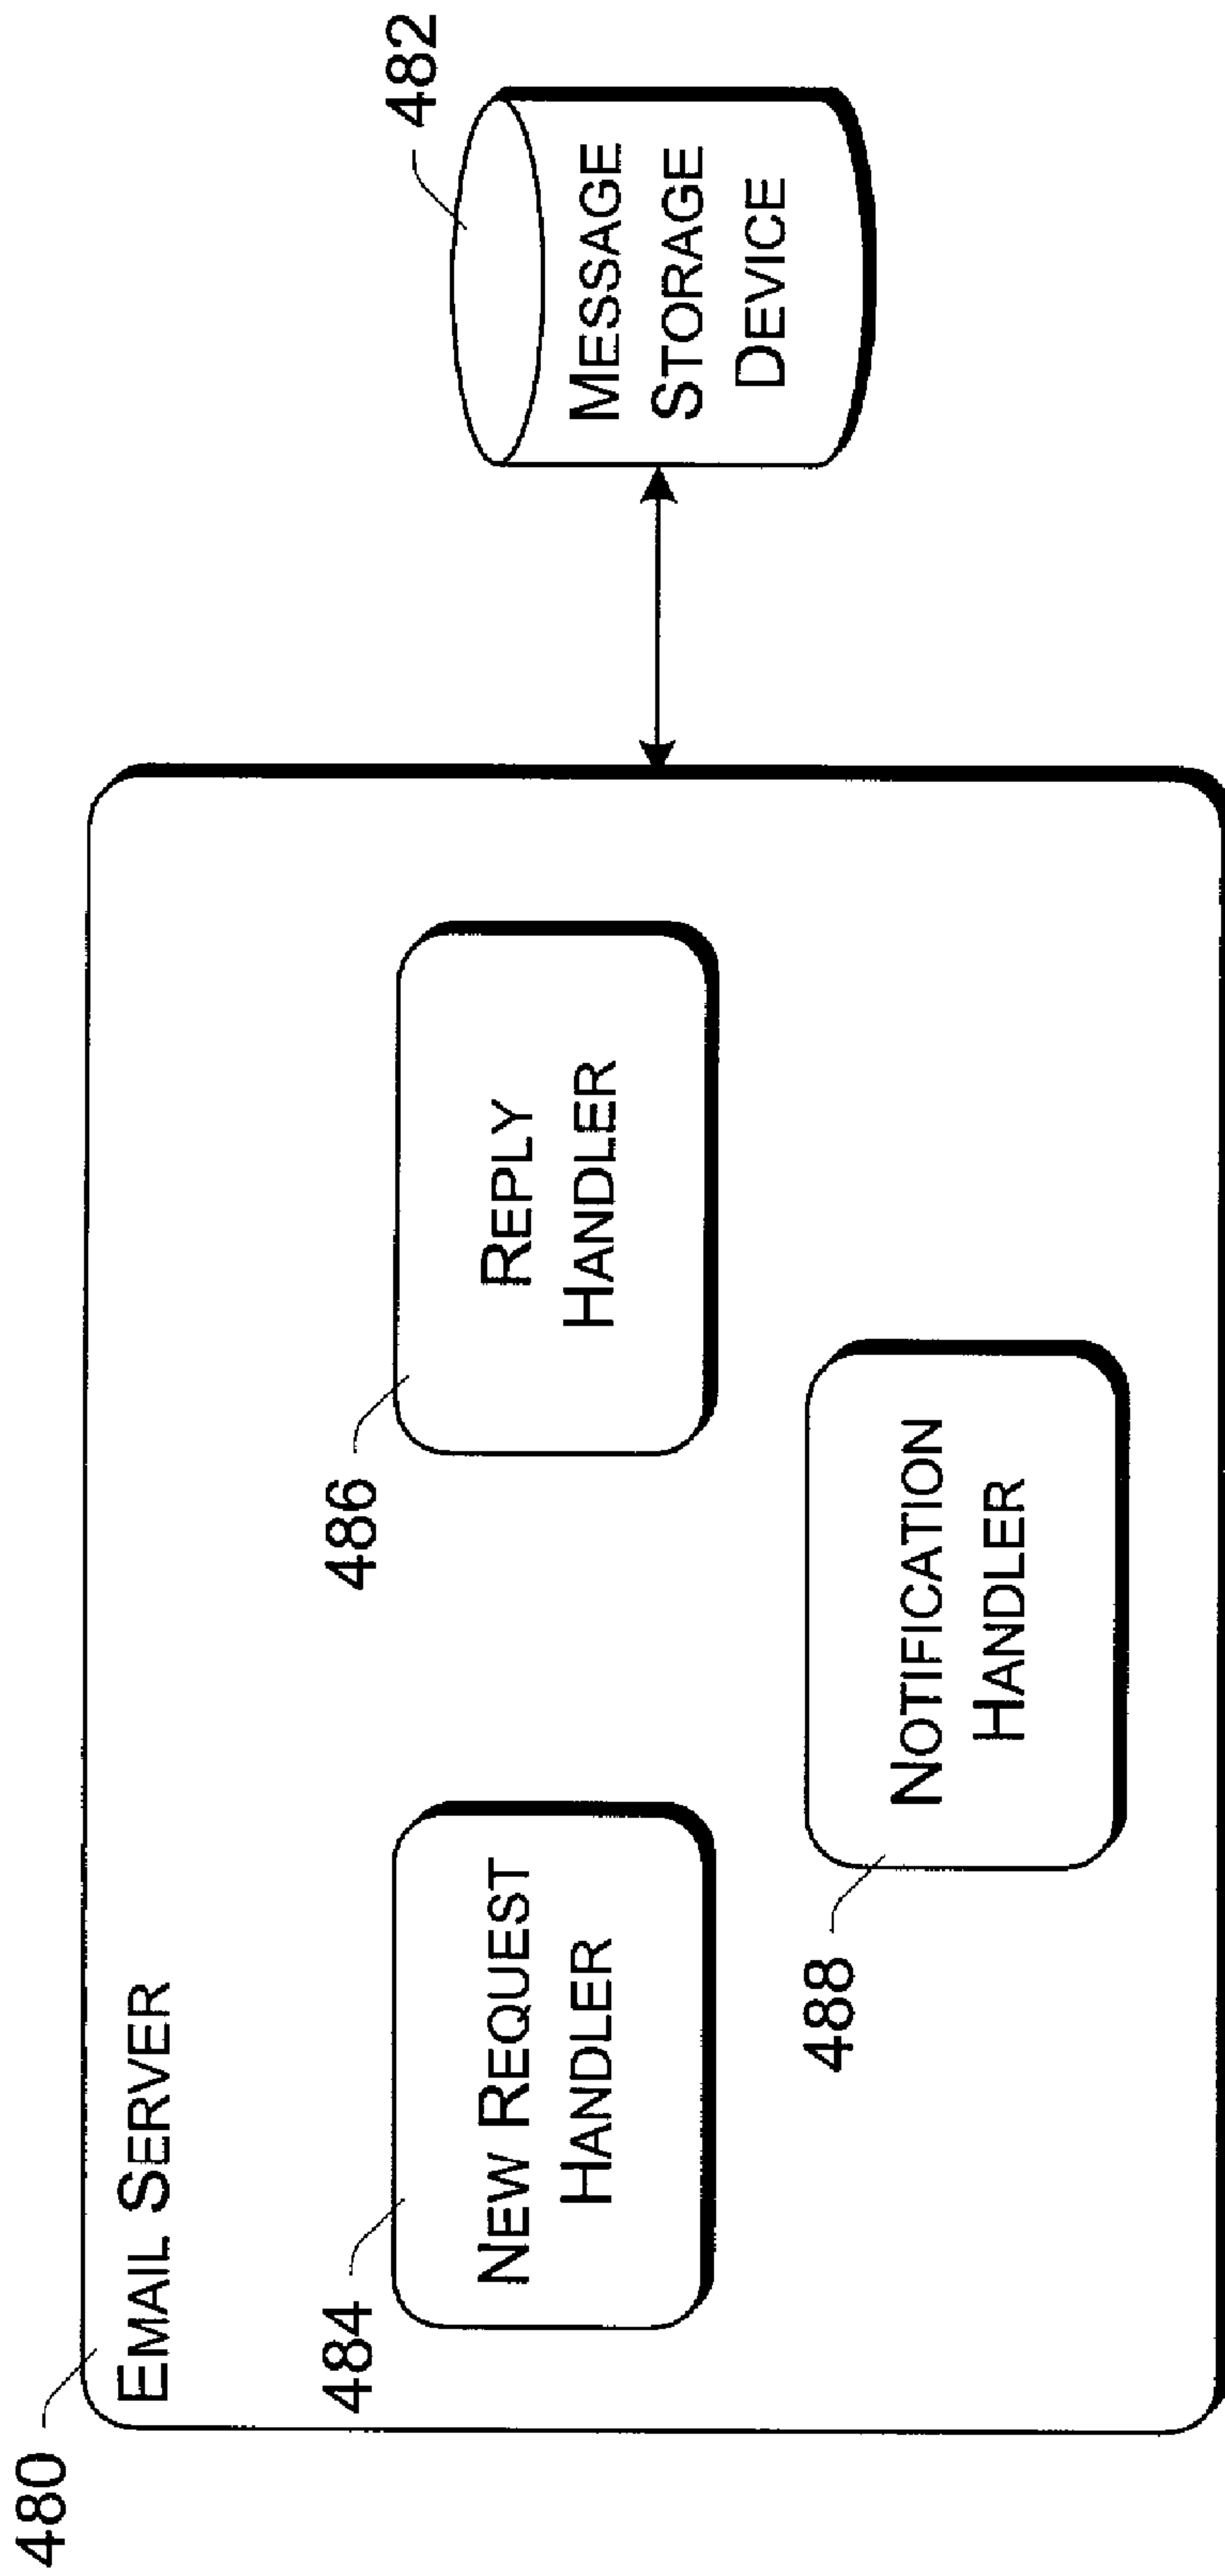 480
EMAIL SERVER
484
NEW REQUEST
HANDLER
486
REPLY
HANDLER
488
NOTIFICATION
HANDLER
482
MESSAGE
STORAGE
DEVICE